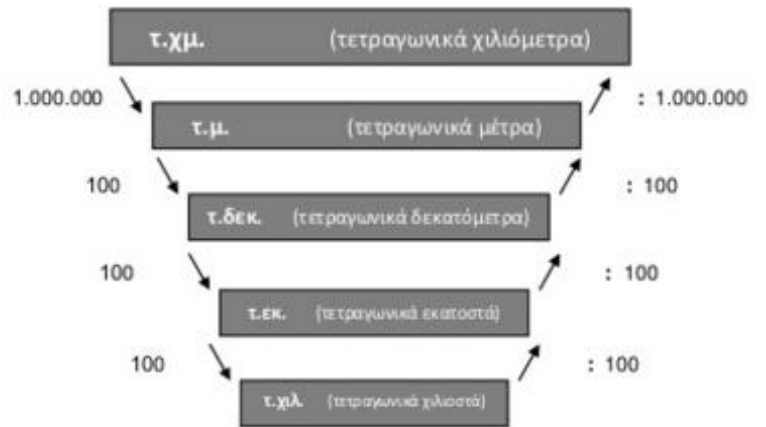 τ.χμ. (τετραγωνικά χιλιόμετρα)
1.000.000 : 1.000.000
τ.μ. (τετραγωνικά μέτρα)
100 : 100
τ.δεκ. (τετραγωνικά δεκατόμετρα)
100 : 100
τ.εκ. (τετραγωνικά εκατοστά)
100 : 100
τ.χιλ. (τετραγωνικά χιλιοστά)